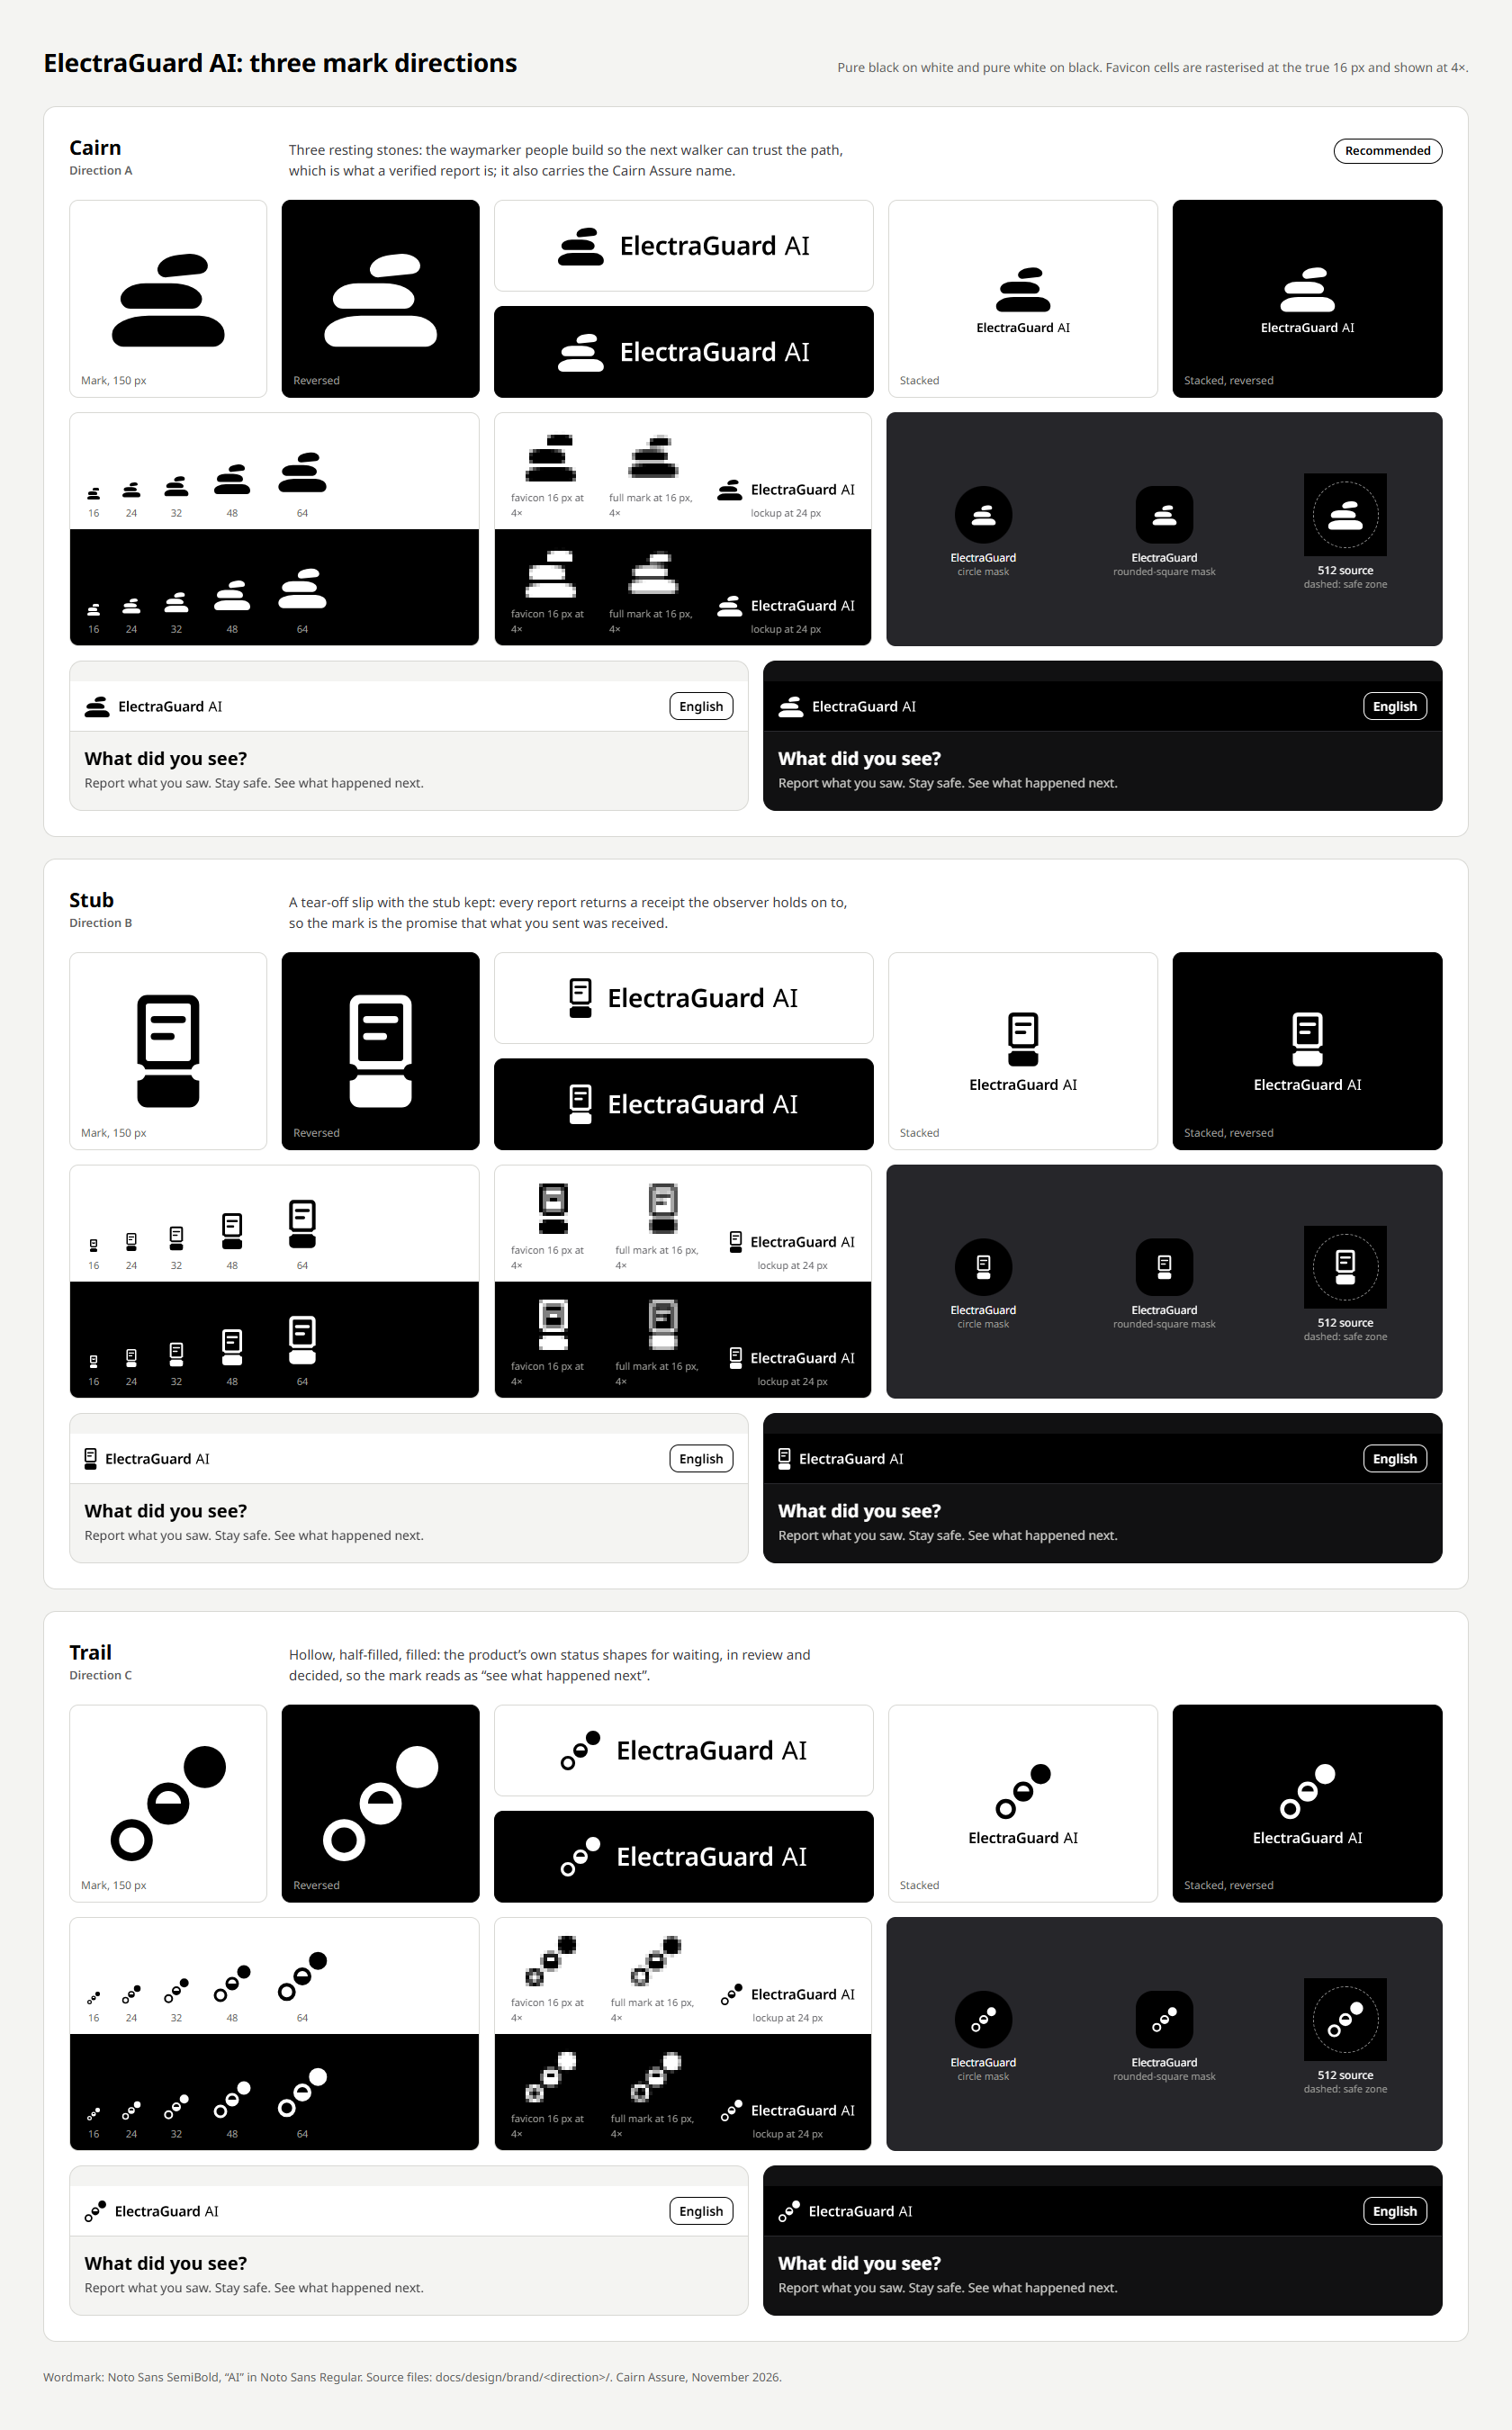 ElectraGuard AI: three mark directions
Pure black on white and pure white on black. Favicon cells are rasterised at the true 16 px and shown at 4×.
Cairn
Direction A
Three resting stones: the waymarker people build so the next walker can trust the path,
which is what a verified report is; it also carries the Cairn Assure name.
Recommended
Mark, 150 px
Reversed
ElectraGuard AI
ElectraGuard AI
ElectraGuard AI
Stacked
ElectraGuard AI
Stacked, reversed
16 24 32 48 64
16 24 32 48 64
favicon 16 px at
4×
full mark at 16 px,
4×
ElectraGuard AI
lockup at 24 px
favicon 16 px at
4×
full mark at 16 px,
4×
ElectraGuard AI
lockup at 24 px
ElectraGuard
circle mask
ElectraGuard
rounded-square mask
512 source
dashed: safe zone
ElectraGuard AI
English
What did you see?
Report what you saw. Stay safe. See what happened next.
ElectraGuard AI
English
What did you see?
Report what you saw. Stay safe. See what happened next.
Stub
Direction B
A tear-off slip with the stub kept: every report returns a receipt the observer holds on to,
so the mark is the promise that what you sent was received.
Mark, 150 px
Reversed
ElectraGuard AI
ElectraGuard AI
ElectraGuard AI
Stacked
ElectraGuard AI
Stacked, reversed
16 24 32 48 64
16 24 32 48 64
favicon 16 px at
4×
full mark at 16 px,
4×
ElectraGuard AI
lockup at 24 px
favicon 16 px at
4×
full mark at 16 px,
4×
ElectraGuard AI
lockup at 24 px
ElectraGuard
circle mask
ElectraGuard
rounded-square mask
512 source
dashed: safe zone
ElectraGuard AI
English
What did you see?
Report what you saw. Stay safe. See what happened next.
ElectraGuard AI
English
What did you see?
Report what you saw. Stay safe. See what happened next.
Trail
Direction C
Hollow, half-filled, filled: the product’s own status shapes for waiting, in review and
decided, so the mark reads as “see what happened next”.
Mark, 150 px
Reversed
ElectraGuard AI
ElectraGuard AI
ElectraGuard AI
Stacked
ElectraGuard AI
Stacked, reversed
16 24 32 48 64
16 24 32 48 64
favicon 16 px at
4×
full mark at 16 px,
4×
ElectraGuard AI
lockup at 24 px
favicon 16 px at
4×
full mark at 16 px,
4×
ElectraGuard AI
lockup at 24 px
ElectraGuard
circle mask
ElectraGuard
rounded-square mask
512 source
dashed: safe zone
ElectraGuard AI
English
What did you see?
Report what you saw. Stay safe. See what happened next.
ElectraGuard AI
English
What did you see?
Report what you saw. Stay safe. See what happened next.
Wordmark: Noto Sans SemiBold, “AI” in Noto Sans Regular. Source files: docs/design/brand/<direction>/. Cairn Assure, November 2026.